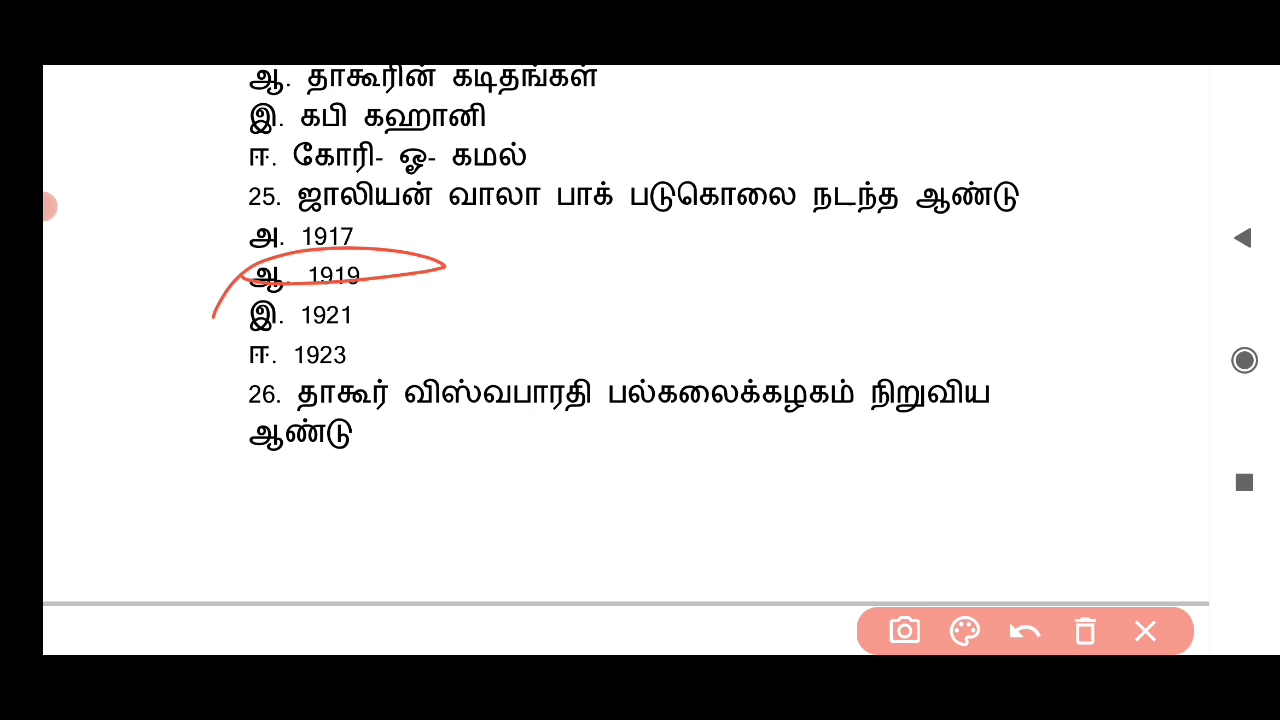 ஆ. தாகூரின் கடிதங்கள்
இ. கபி கஹானி
ஈ. கோரி- ஓ- கமல்
25. ஜாலியன் வாலா பாக் படுகொலை நடந்த ஆண்டு
அ. 1917
ஆ. 1919
இ. 1921
ஈ. 1923
26. தாகூர் விஸ்வபாரதி பல்கலைக்கழகம் நிறுவிய
ஆண்டு